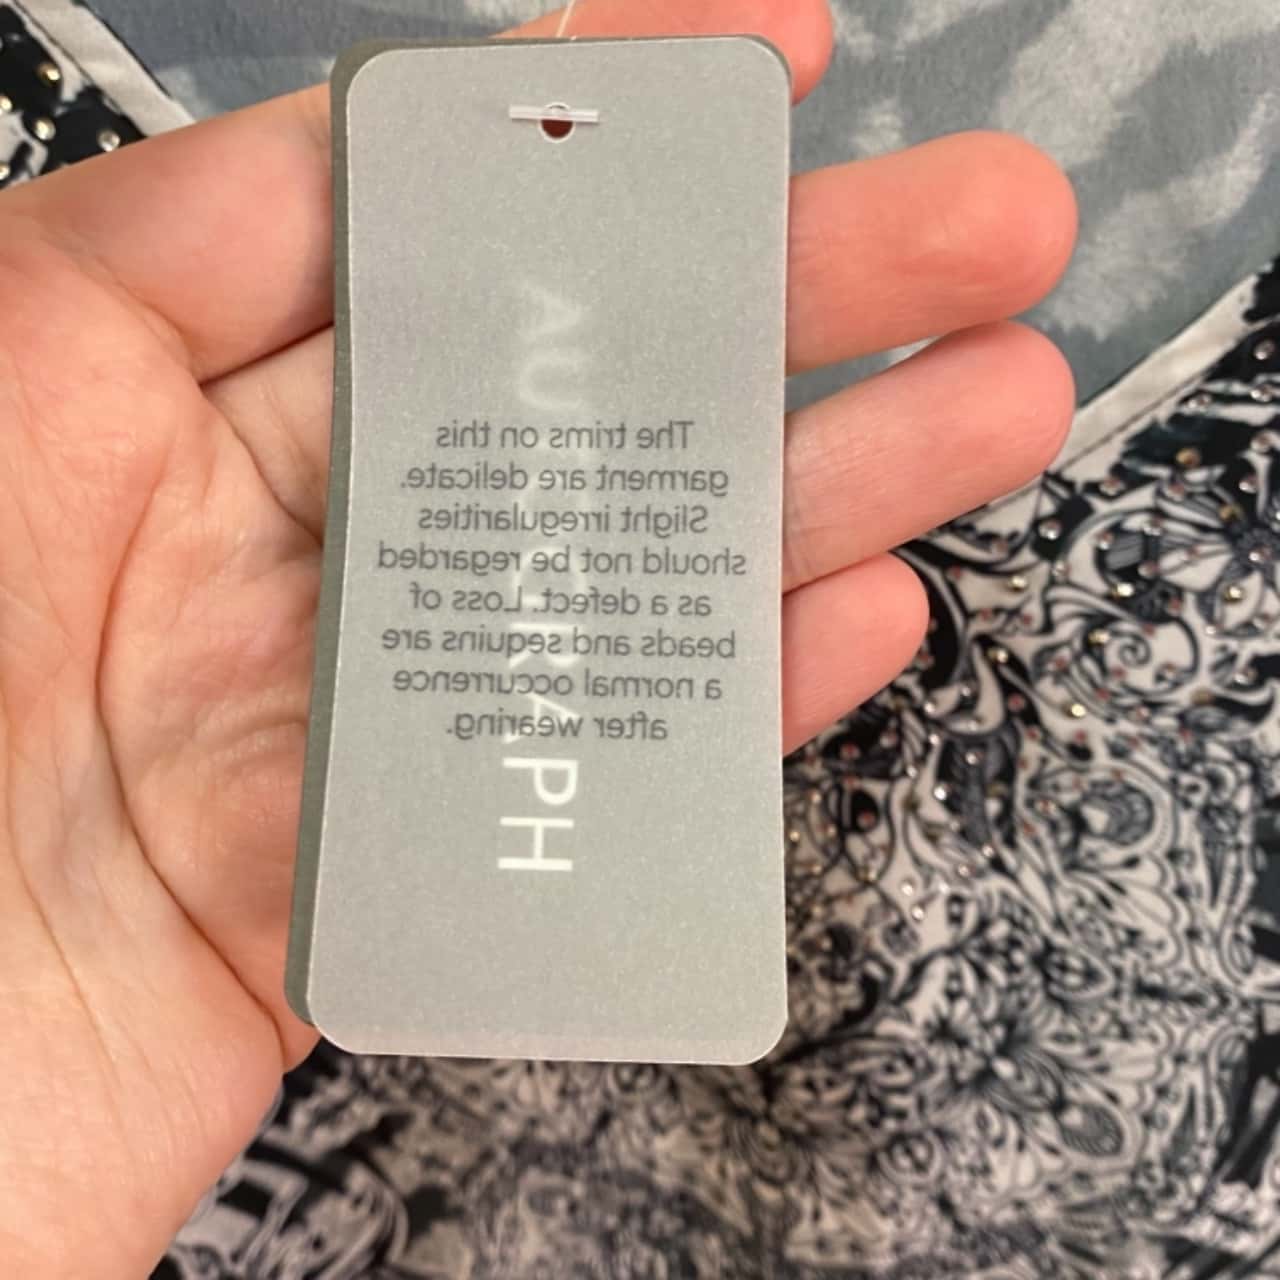 The trims on this
garment are delicate.
Slight irregularities
should not be regarded
as a defect. Loss of
beads and sequins are
a normal occurrence
after wearing.
AUTOGRAPH